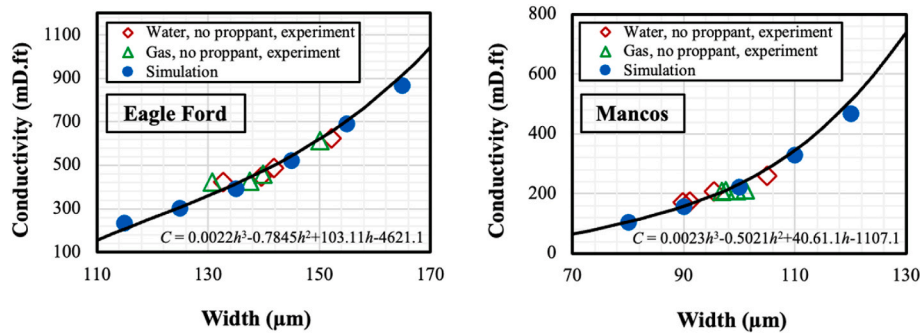 1100
900
700
500
300
100
Conductivity (mD.ft)
Water, no proppant, experiment
Gas, no proppant, experiment
Simulation
Eagle Ford
C = 0.0022h³-0.7845h²+103.11h-4621.1
110
130
150
170
Width (µm)
800
600
400
200
0
Conductivity (mD.ft)
Water, no proppant, experiment
Gas, no proppant, experiment
Simulation
Mancos
C = 0.0023h³-0.5021h²+40.61.1h-1107.1
70
90
110
130
Width (µm)